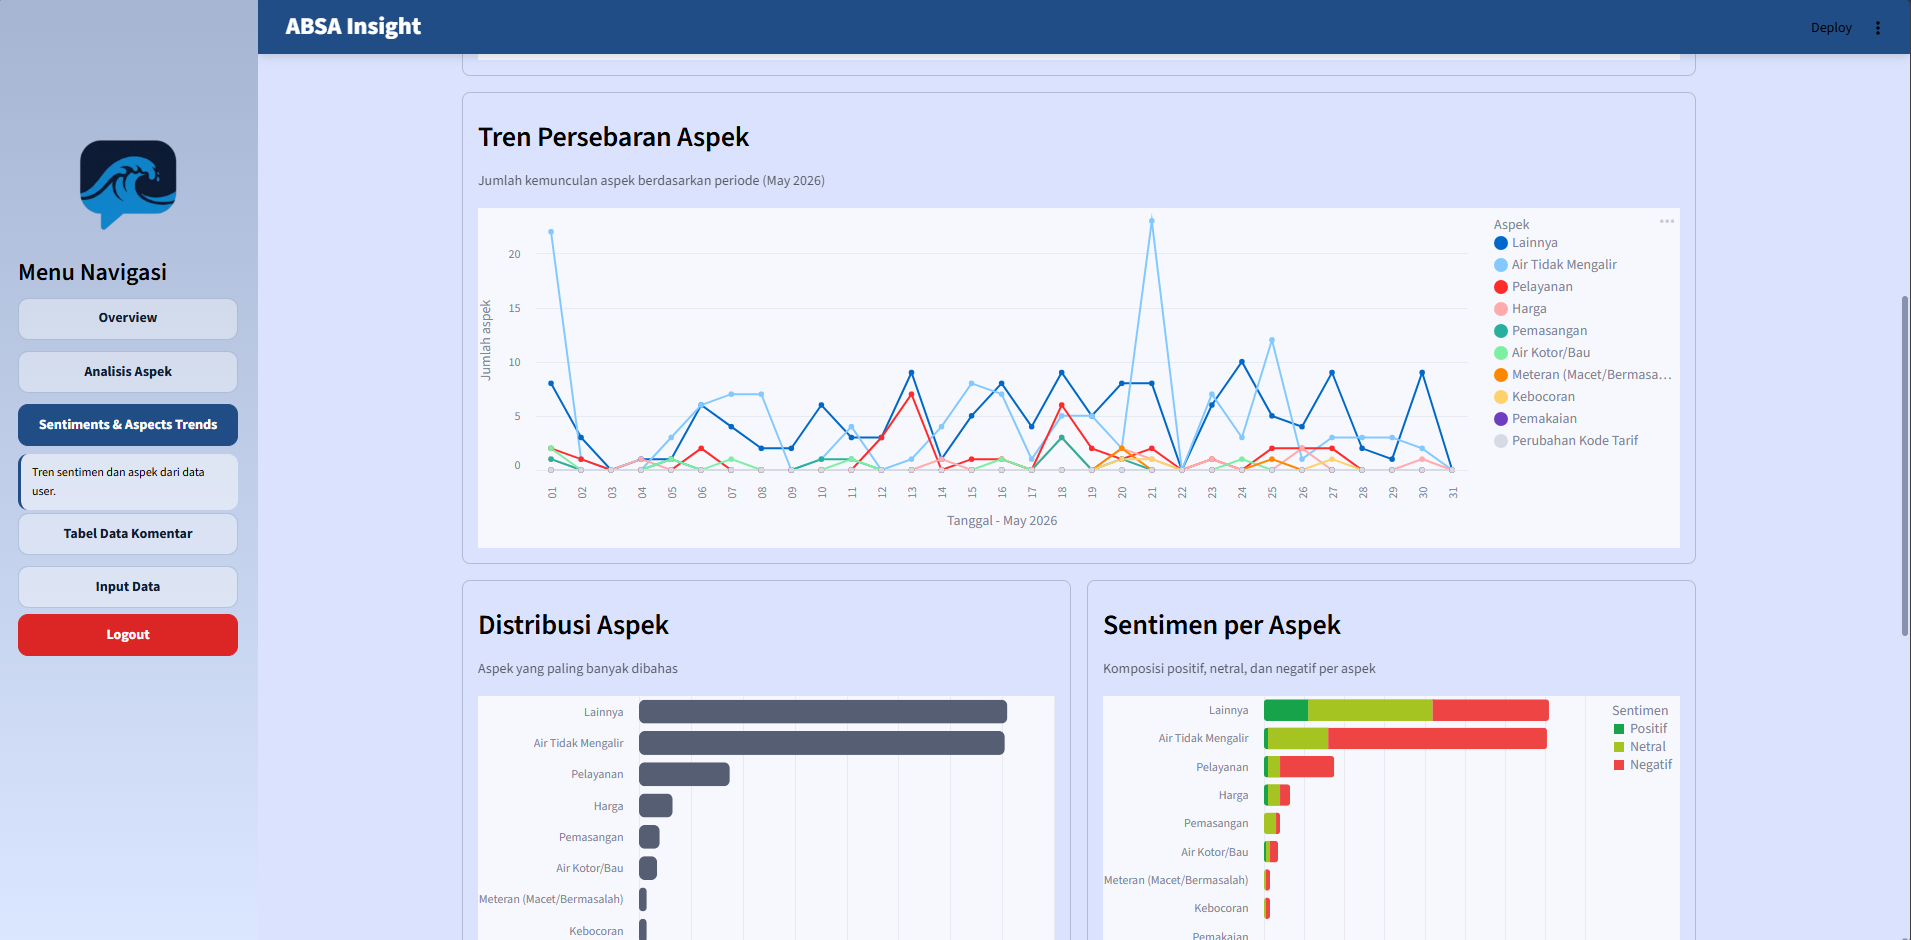 ABSA Insight
Deploy
Menu Navigasi
Overview
Analisis Aspek
Sentiments & Aspects Trends
Tren sentimen dan aspek dari data
user.
Tabel Data Komentar
Input Data
Logout
Tren Persebaran Aspek
Jumlah kemunculan aspek berdasarkan periode (May 2026)
Jumlah aspek
20
15
10
5
0
01 02 03 04 05 06 07 08 09 10 11 12 13 14 15 16 17 18 19 20 21 22 23 24 25 26 27 28 29 30 31
Tanggal - May 2026
Aspek
Lainnya
Air Tidak Mengalir
Pelayanan
Harga
Pemasangan
Air Kotor/Bau
Meteran (Macet/Bermasa...
Kebocoran
Pemakaian
Perubahan Kode Tarif
Distribusi Aspek
Aspek yang paling banyak dibahas
Lainnya
Air Tidak Mengalir
Pelayanan
Harga
Pemasangan
Air Kotor/Bau
Meteran (Macet/Bermasalah)
Kebocoran
Sentimen per Aspek
Komposisi positif, netral, dan negatif per aspek
Lainnya
Air Tidak Mengalir
Pelayanan
Harga
Pemasangan
Air Kotor/Bau
Meteran (Macet/Bermasalah)
Kebocoran
Pemakaian
Sentimen
Positif
Netral
Negatif